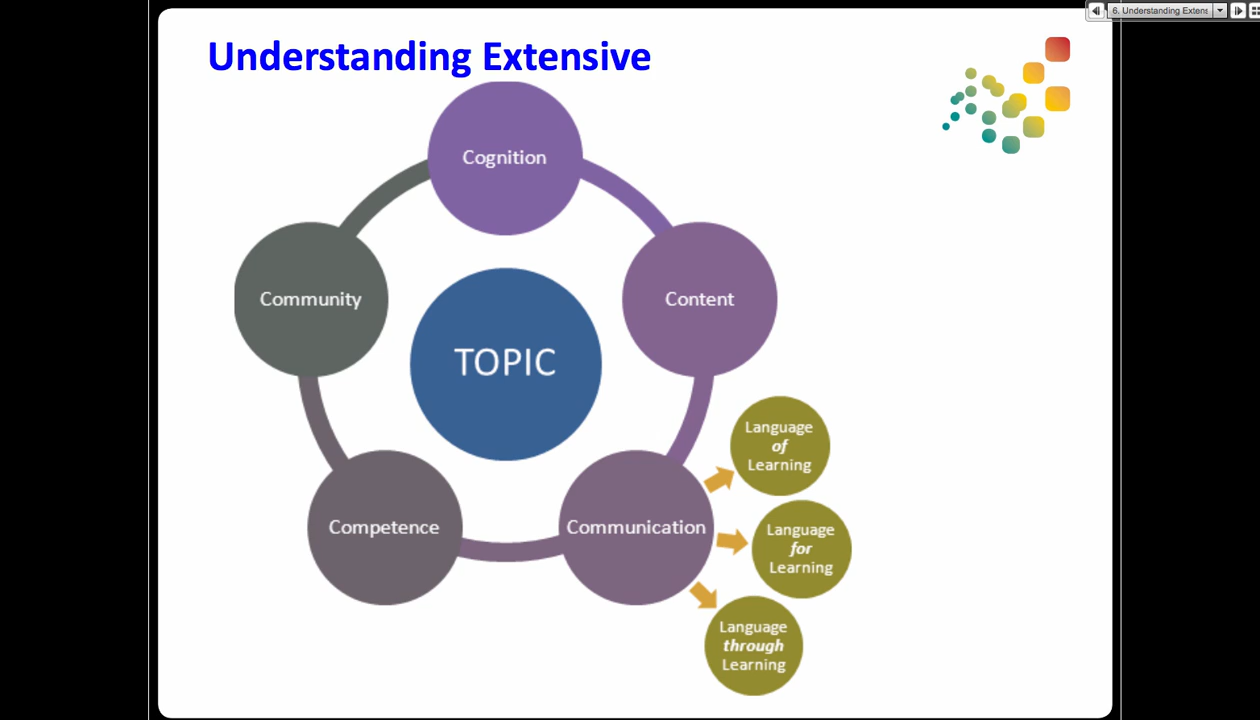 6. Understanding Extens
Understanding Extensive
Cognition
Community
Content
TOPIC
Language
of
Learning
Competence
Communication
Language
for
Learning
Language
through
Learning